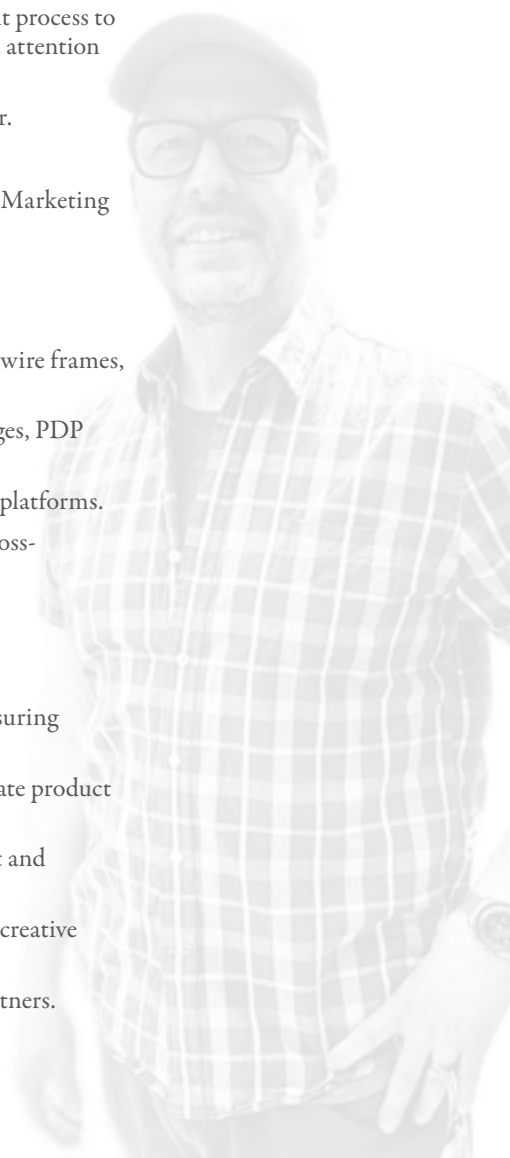 t process to
attention
r.
Marketing
wire frames,
ges, PDP
platforms.
oss-
suring
ate product
t and
creative
tners.